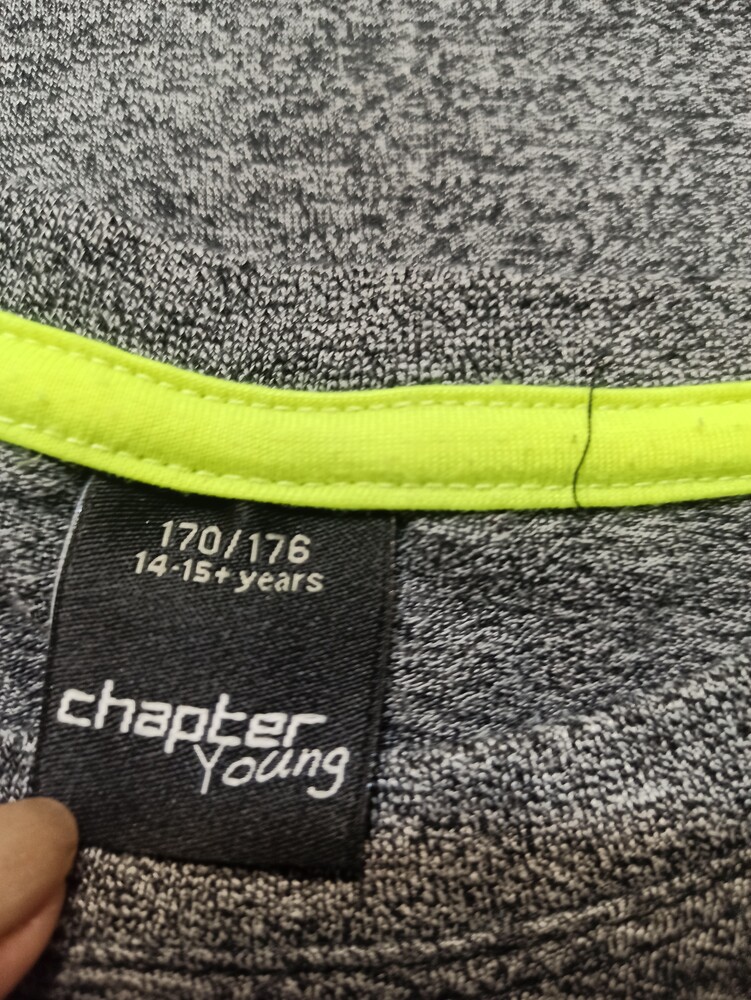 170/176
14-15+ years
chapter
Young